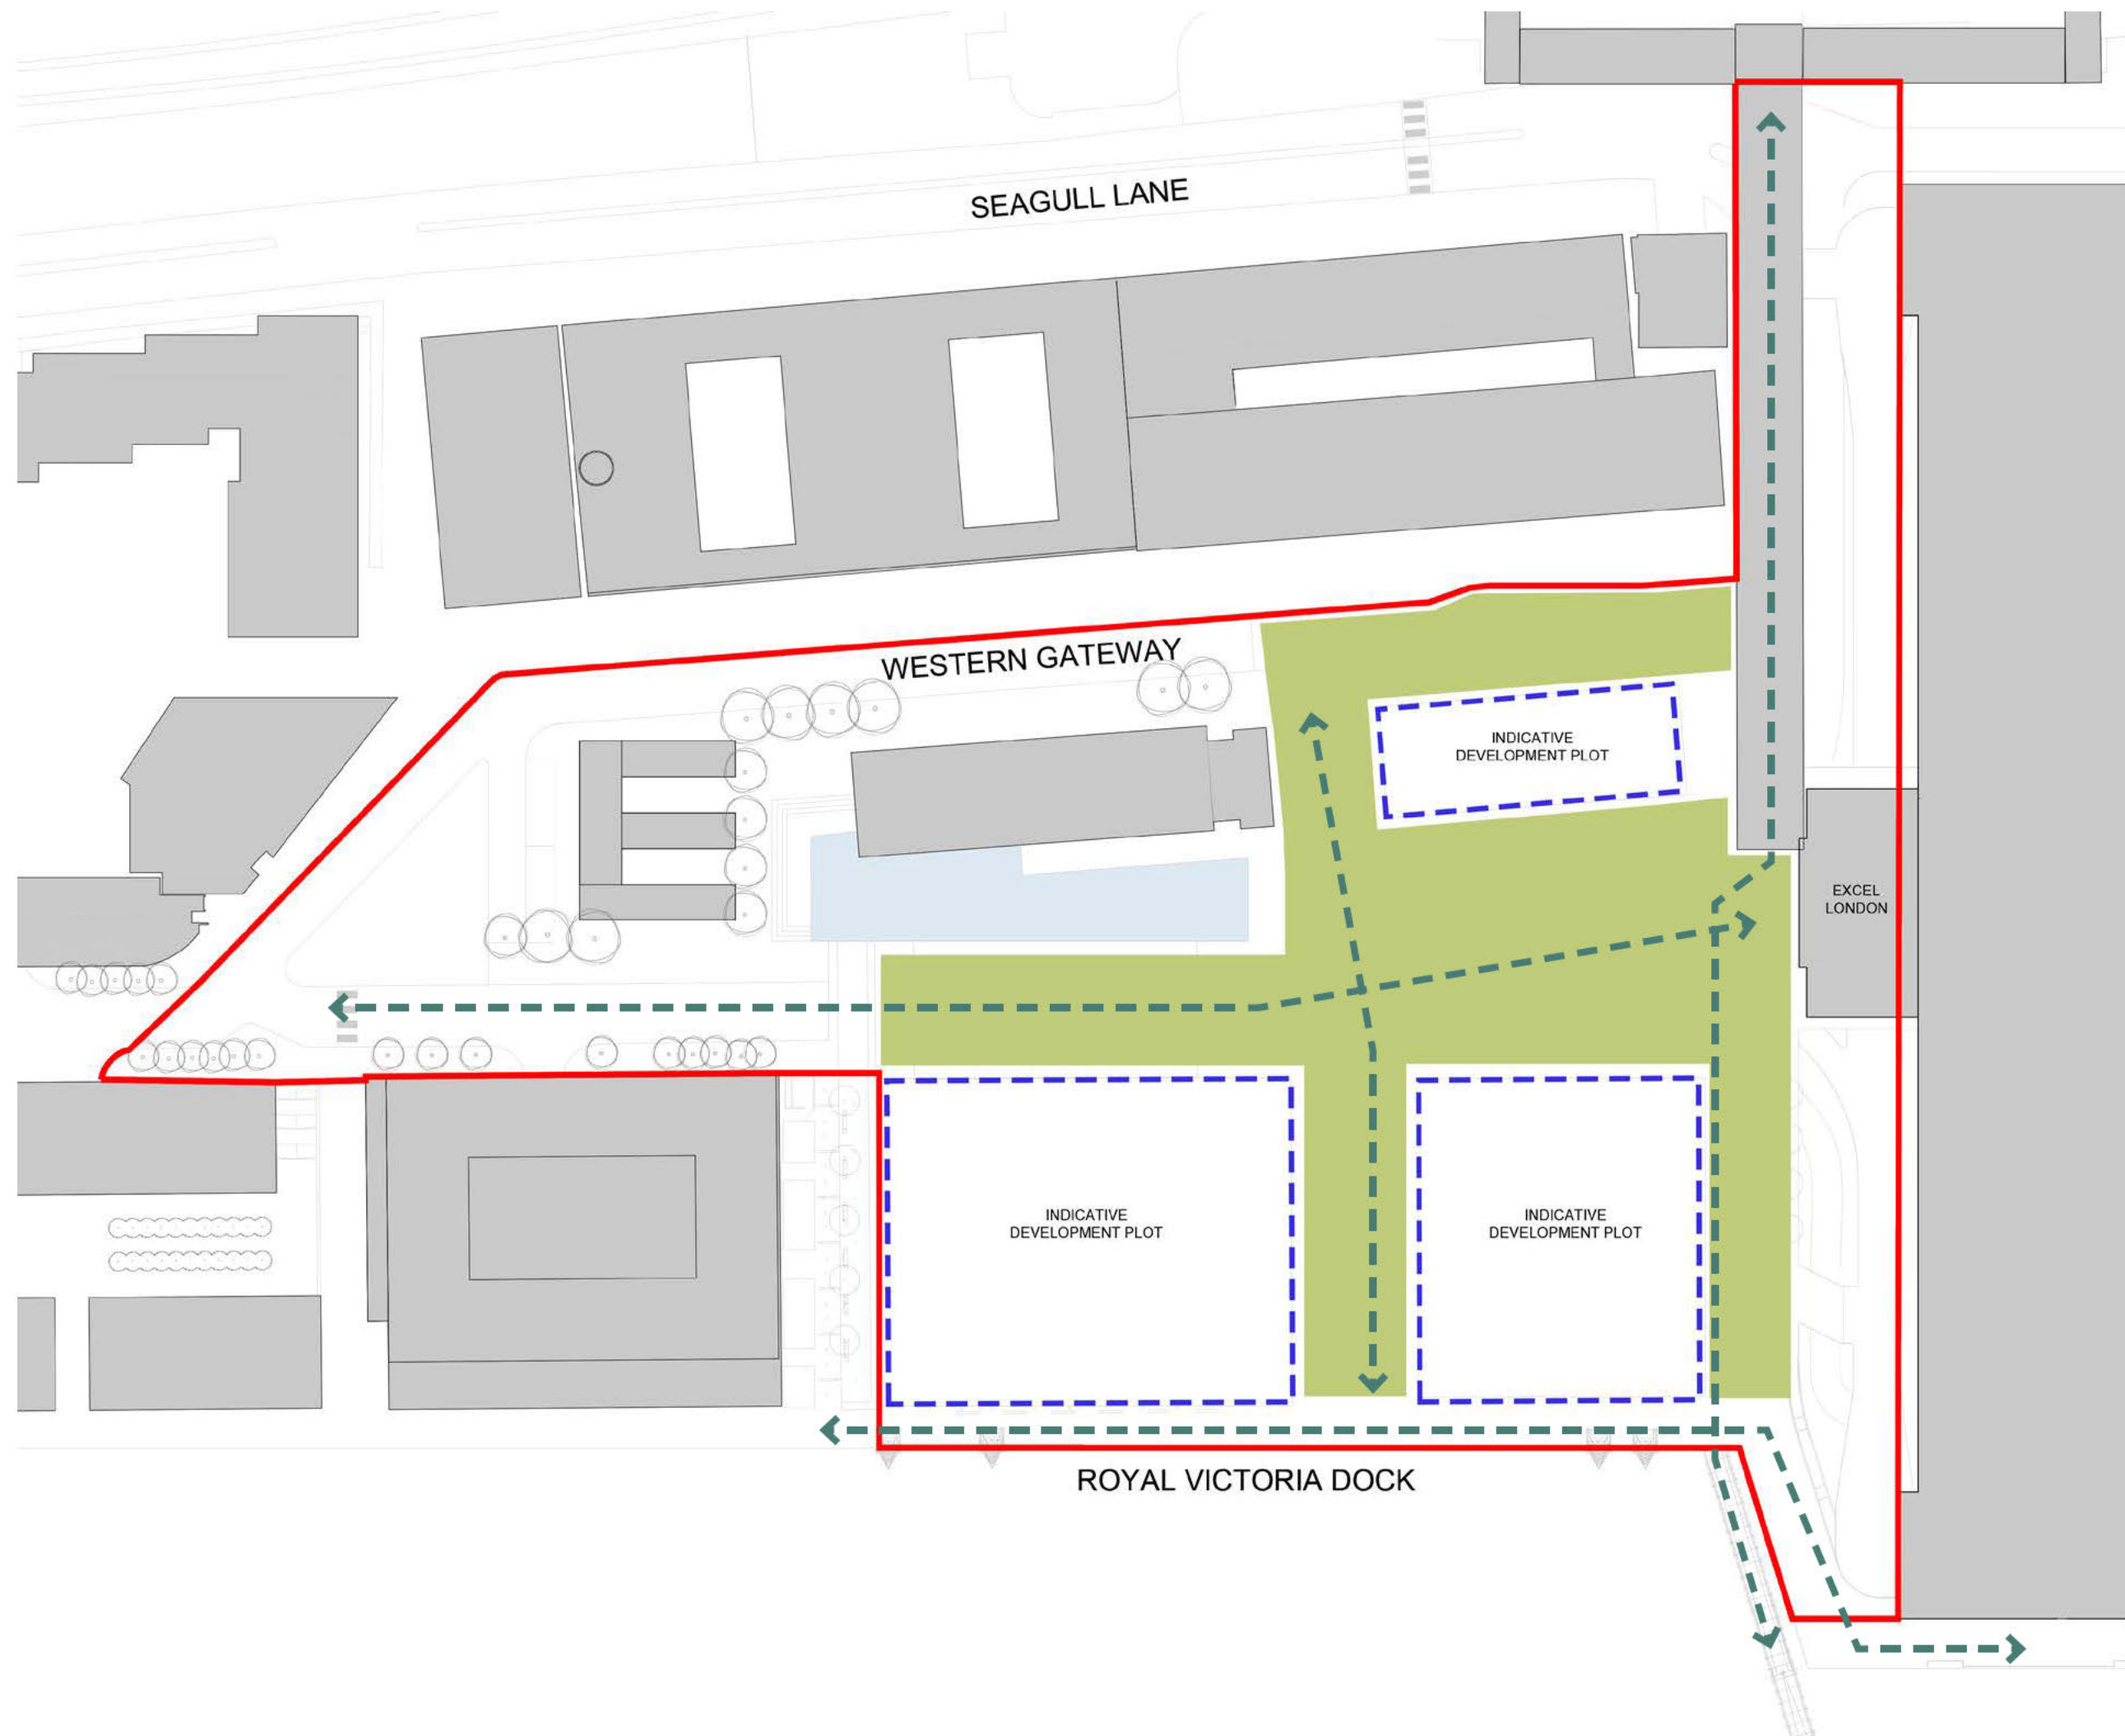 SEAGULL LANE
WESTERN GATEWAY
INDICATIVE
DEVELOPMENT PLOT
EXCEL
LONDON
INDICATIVE
DEVELOPMENT PLOT
INDICATIVE
DEVELOPMENT PLOT
ROYAL VICTORIA DOCK